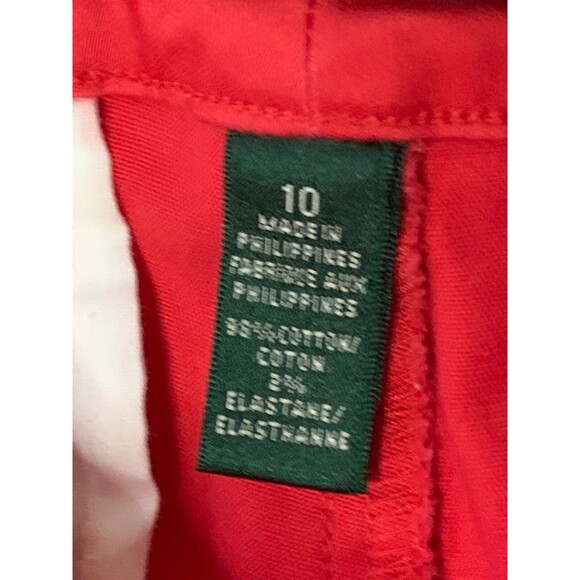 10
MADE IN
PHILIPPINES
FABRIQUE AUX
PHILIPPINES
98% COTTON/
COTON
2%
ELASTANE/
ELASTHANNE